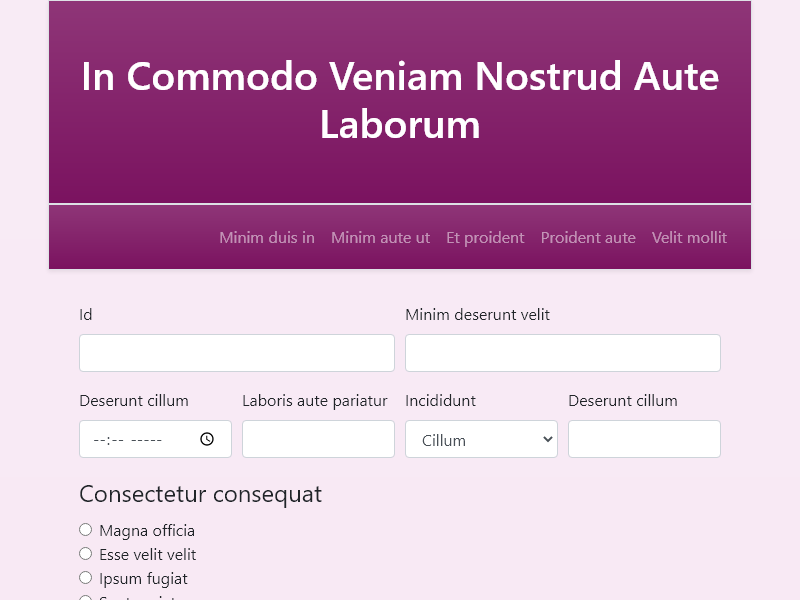 In Commodo Veniam Nostrud Aute
Laborum
Minim duis in Minim aute ut Et proident Proident aute Velit mollit
Id Minim deserunt velit
Deserunt cillum Laboris aute pariatur Incididunt Deserunt cillum
--:-- ----- Cillum
Consectetur consequat
Magna officia
Esse velit velit
Ipsum fugiat